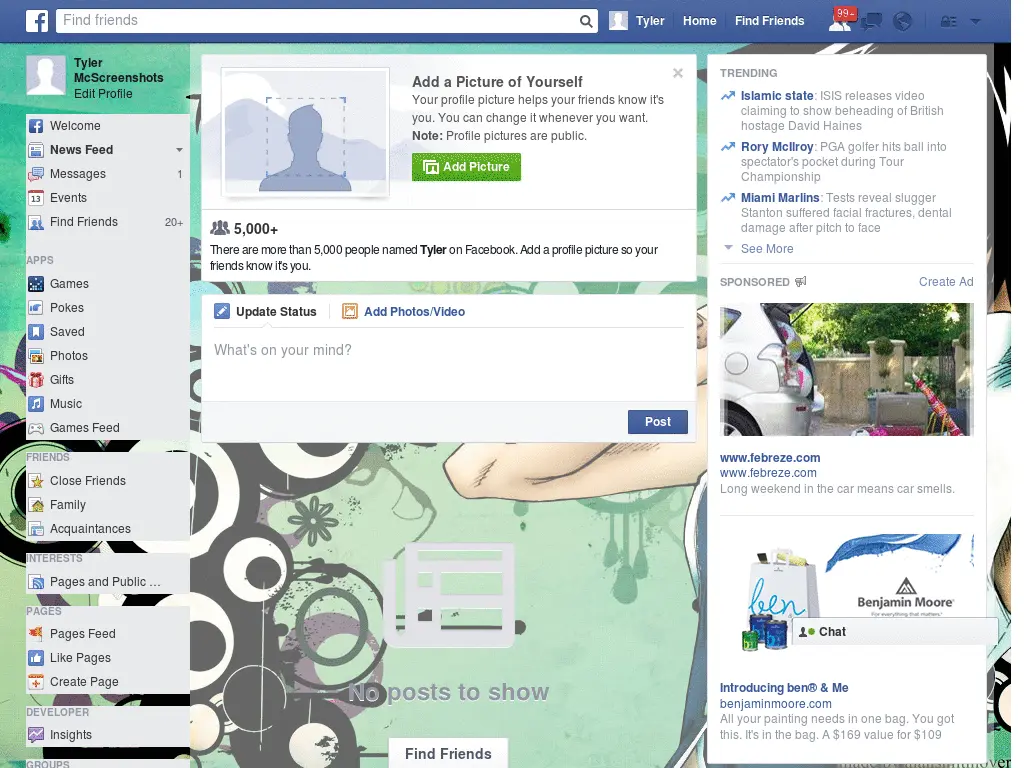 Find friends
Tyler
Home
Find Friends
99+
Tyler
McScreenshots
Edit Profile
Welcome
News Feed
Messages 1
13 Events
Find Friends 20+
APPS
Games
Pokes
Saved
Photos
Gifts
Music
Games Feed
FRIENDS
Close Friends
Family
Acquaintances
INTERESTS
Pages and Public ...
PAGES
Pages Feed
Like Pages
Create Page
DEVELOPER
Insights
GROUPS
Add a Picture of Yourself
Your profile picture helps your friends know it's
you. You can change it whenever you want.
Note: Profile pictures are public.
Add Picture
5,000+
There are more than 5,000 people named Tyler on Facebook. Add a profile picture so your
friends know it's you.
Update Status
Add Photos/Video
What's on your mind?
Post
No posts to show
Find Friends
TRENDING
Islamic state: ISIS releases video
claiming to show beheading of British
hostage David Haines
Rory McIlroy: PGA golfer hits ball into
spectator's pocket during Tour
Championship
Miami Marlins: Tests reveal slugger
Stanton suffered facial fractures, dental
damage after pitch to face
See More
SPONSORED
Create Ad
www.febreze.com
www.febreze.com
Long weekend in the car means car smells.
ben
Benjamin Moore
For everything that matters.
Chat
Introducing ben® & Me
benjaminmoore.com
All your painting needs in one bag. You got
this. It's in the bag. A $169 value for $109
made by